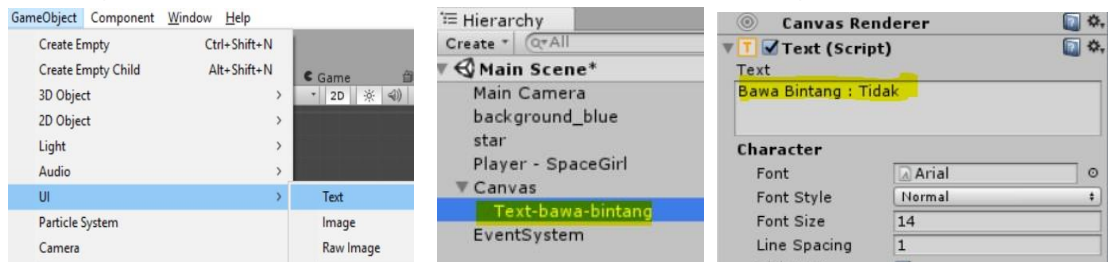 GameObject Component Window Help
Create Empty Ctrl+Shift+N
Create Empty Child Alt+Shift+N
3D Object >
2D Object >
Light >
Audio >
UI >
Particle System >
Camera
Text
Image
Raw Image
Game
2D
Hierarchy
Create All
Main Scene*
Main Camera
background_blue
star
Player - SpaceGirl
Canvas
Text-bawa-bintang
EventSystem
Canvas Renderer
T Text (Script)
Text
Bawa Bintang : Tidak
Character
Font Arial
Font Style Normal
Font Size 14
Line Spacing 1